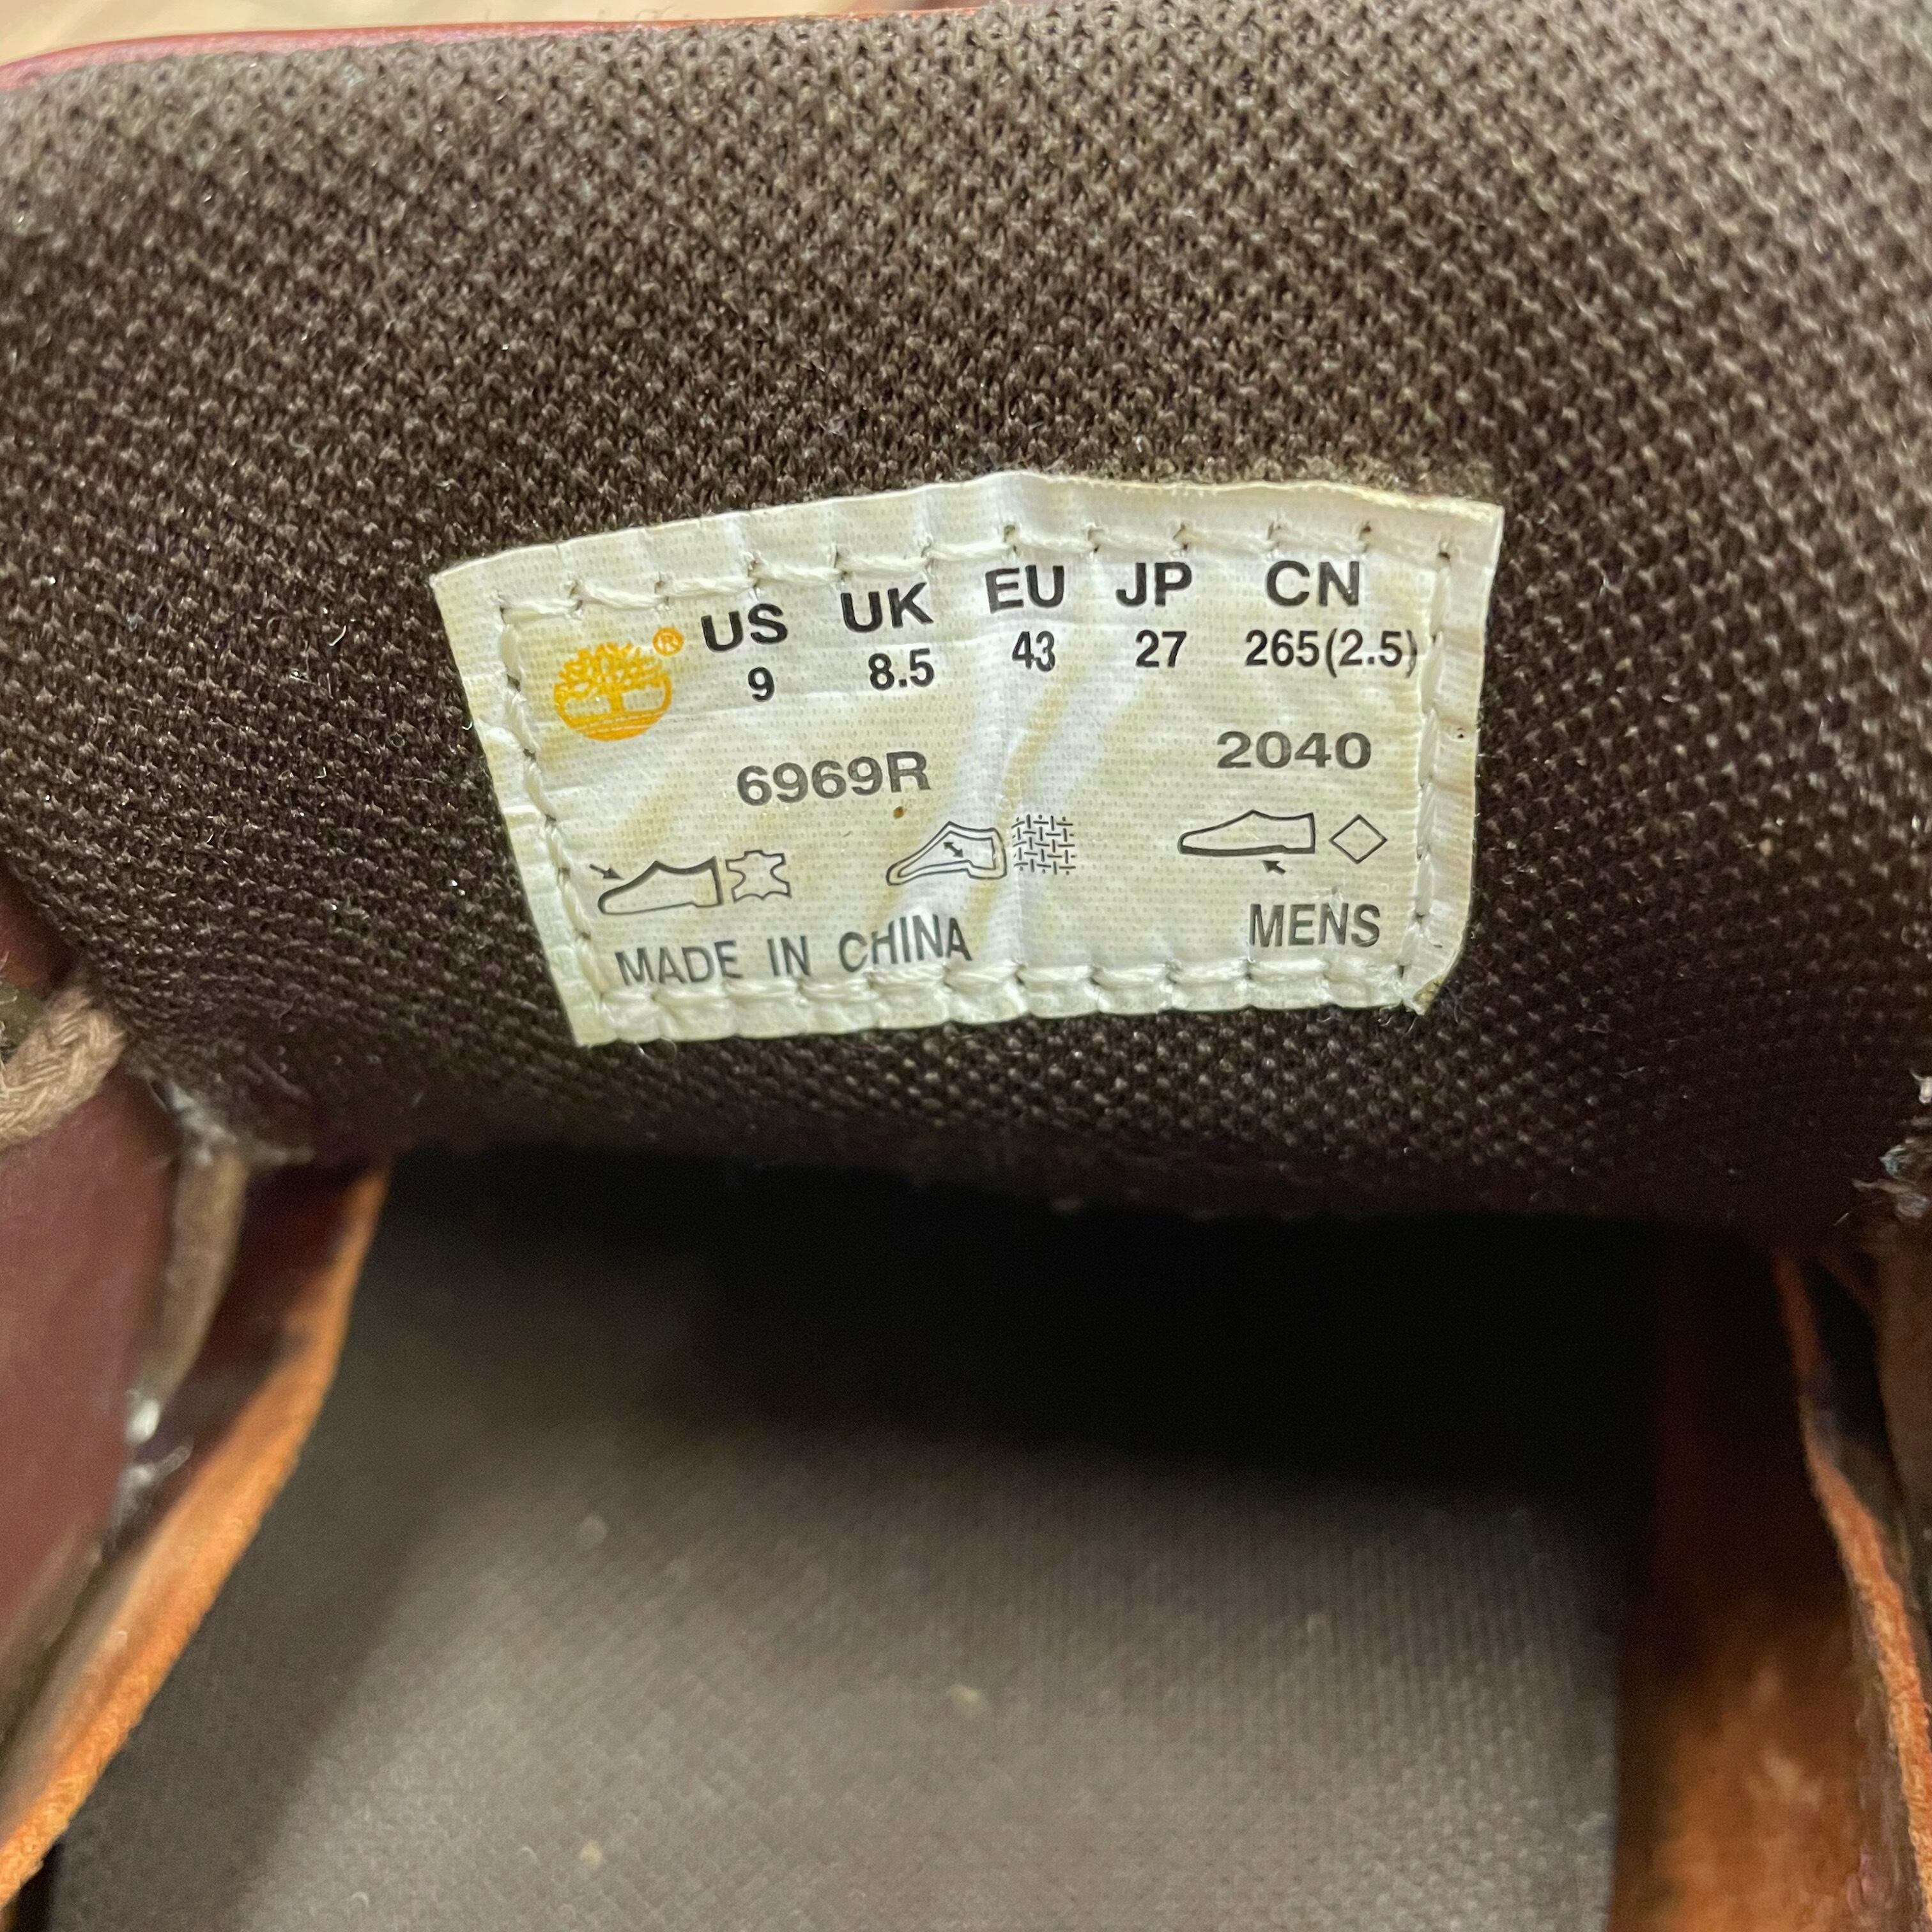 US UK EU JP CN
9 8.5 43 27 265(2.5)
6969R 2040
MADE IN CHINA MENS